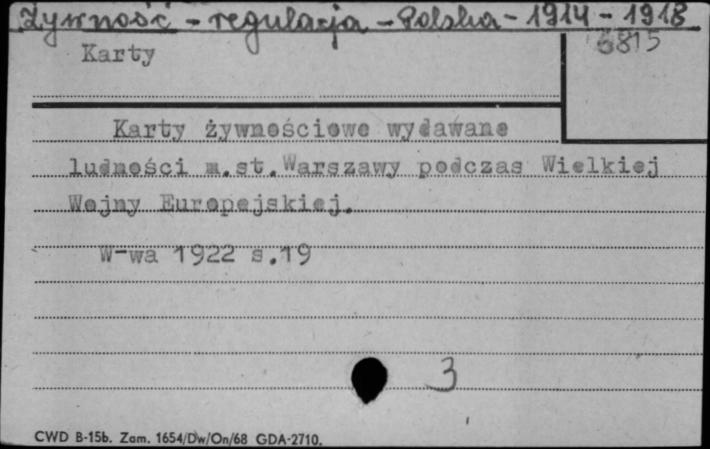 Żywność - regulacja - Polska - 1914 - 1918
Karty
6815
Karty żywnościowe wydawane
ludności m.st.Warszawy podczas Wielkiej
Wojny Europejskiej.
W-wa 1922 s.19
3
CWD B-15b. Zam. 1654/Dw/On/68 GDA-2710.